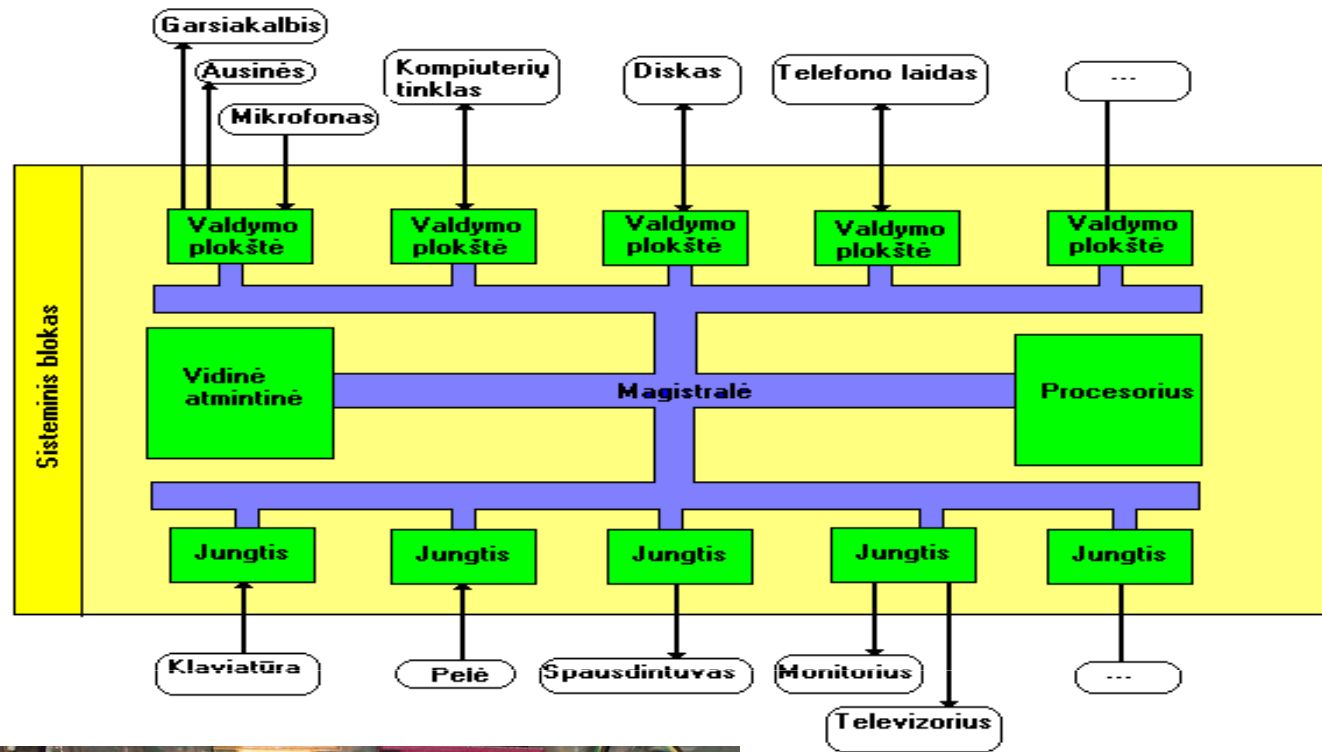 Garsiakalbis
Ausinės
Mikrofonas
Kompiuterių
tinklas
Diskas
Telefono laidas
---
Valdymo
plokštė
Valdymo
plokštė
Valdymo
plokštė
Valdymo
plokštė
Valdymo
plokštė
Sisteminis blokas
Vidinė
atmintinė
Magistralė
Procesorius
Jungtis
Jungtis
Jungtis
Jungtis
Jungtis
Klaviatūra
Pelė
Spausdintuvas
Monitorius
Televizorius
---